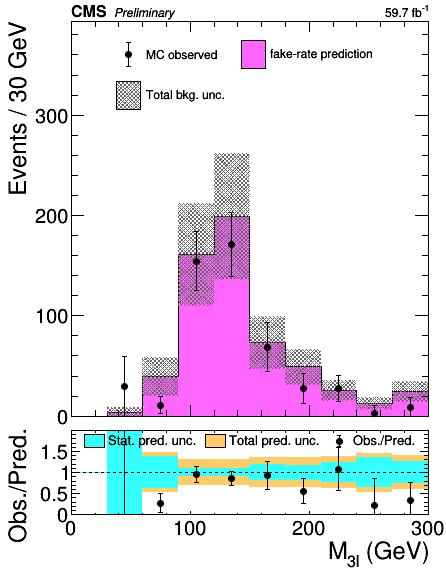 CMS Preliminary 59.7 fb⁻¹
Events / 30 GeV
MC observed
fake-rate prediction
Total bkg. unc.
300
200
100
0
Obs./Pred.
Stat. pred. unc.
Total pred. unc.
Obs./Pred.
1.5
1
0.5
0
0 100 200 300
M₃ₗ (GeV)